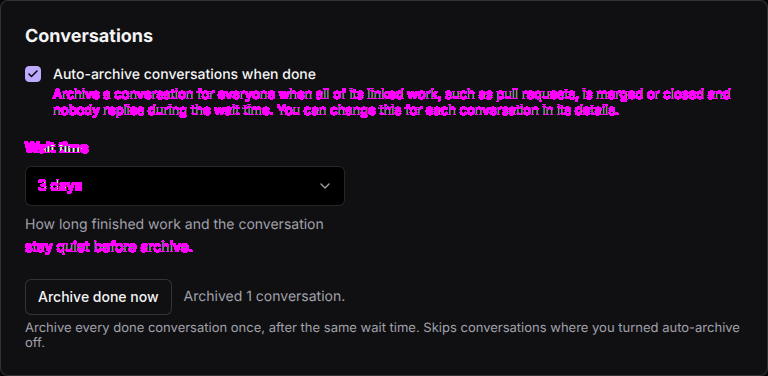 Conversations
Auto-archive conversations when done
Archive a conversation for everyone when all of its linked work, such as pull requests, is merged or closed and
nobody replies during the wait time. You can change this for each conversation in its details.
Wait time
3 days
How long finished work and the conversation
stay quiet before archive.
Archive done now
Archived 1 conversation.
Archive every done conversation once, after the same wait time. Skips conversations where you turned auto-archive
off.